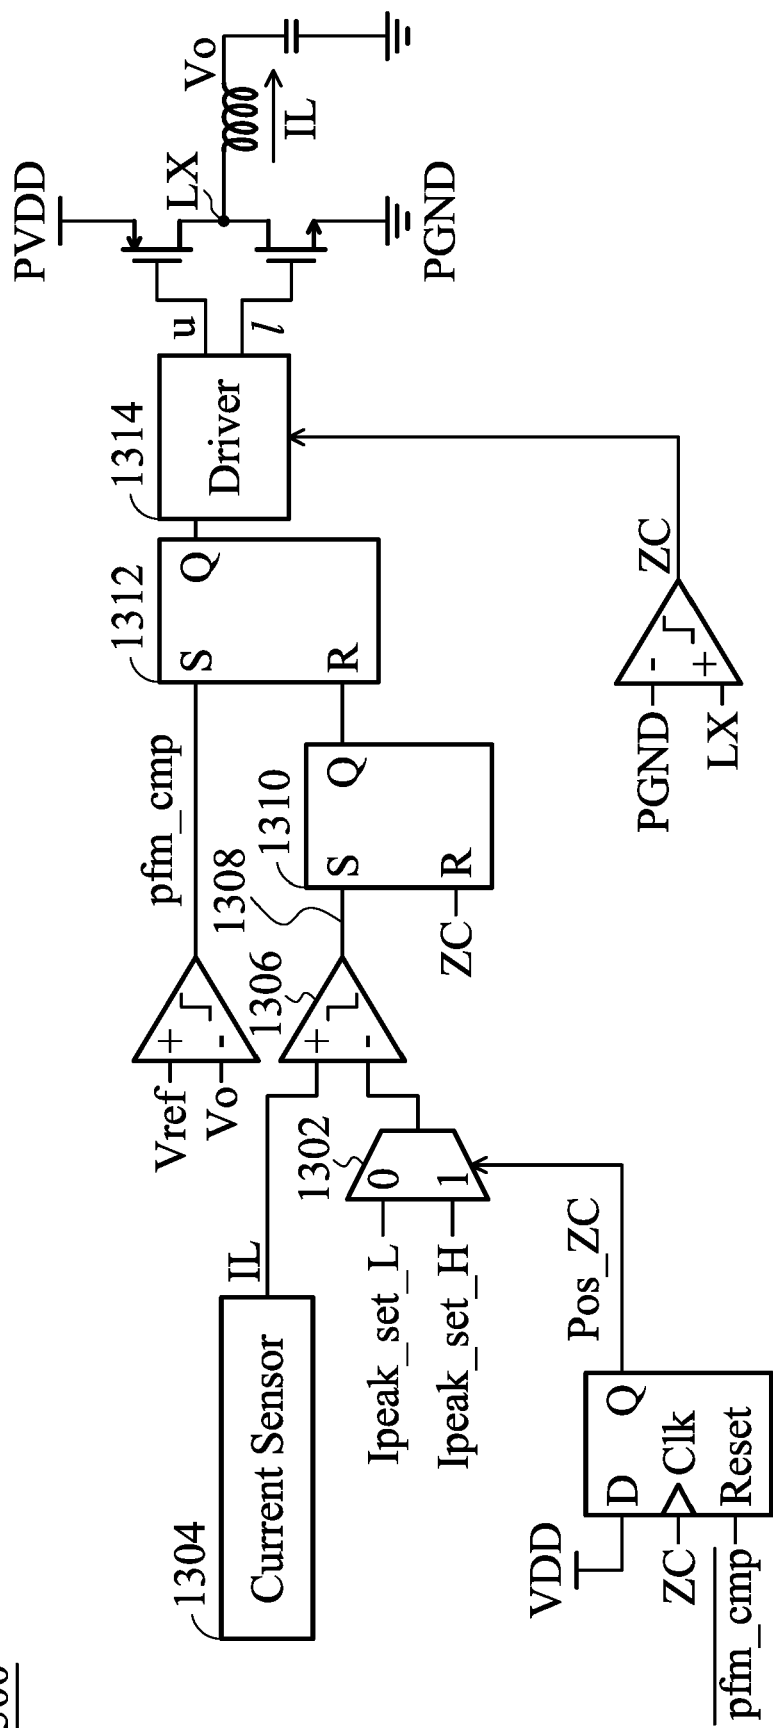 1304
Current Sensor
IL
Vref
+
Vo
-
pfm_cmp
1306
+
-
1308
1302
0
1
Ipeak_set_L
Ipeak_set_H
1310
S
Q
R
ZC
1312
S
Q
R
1314
Driver
u
l
PVDD
LX
Vo
IL
PGND
VDD
D
Q
Clk
Reset
ZC
pfm_cmp
Pos_ZC
PGND
-
LX
+
ZC